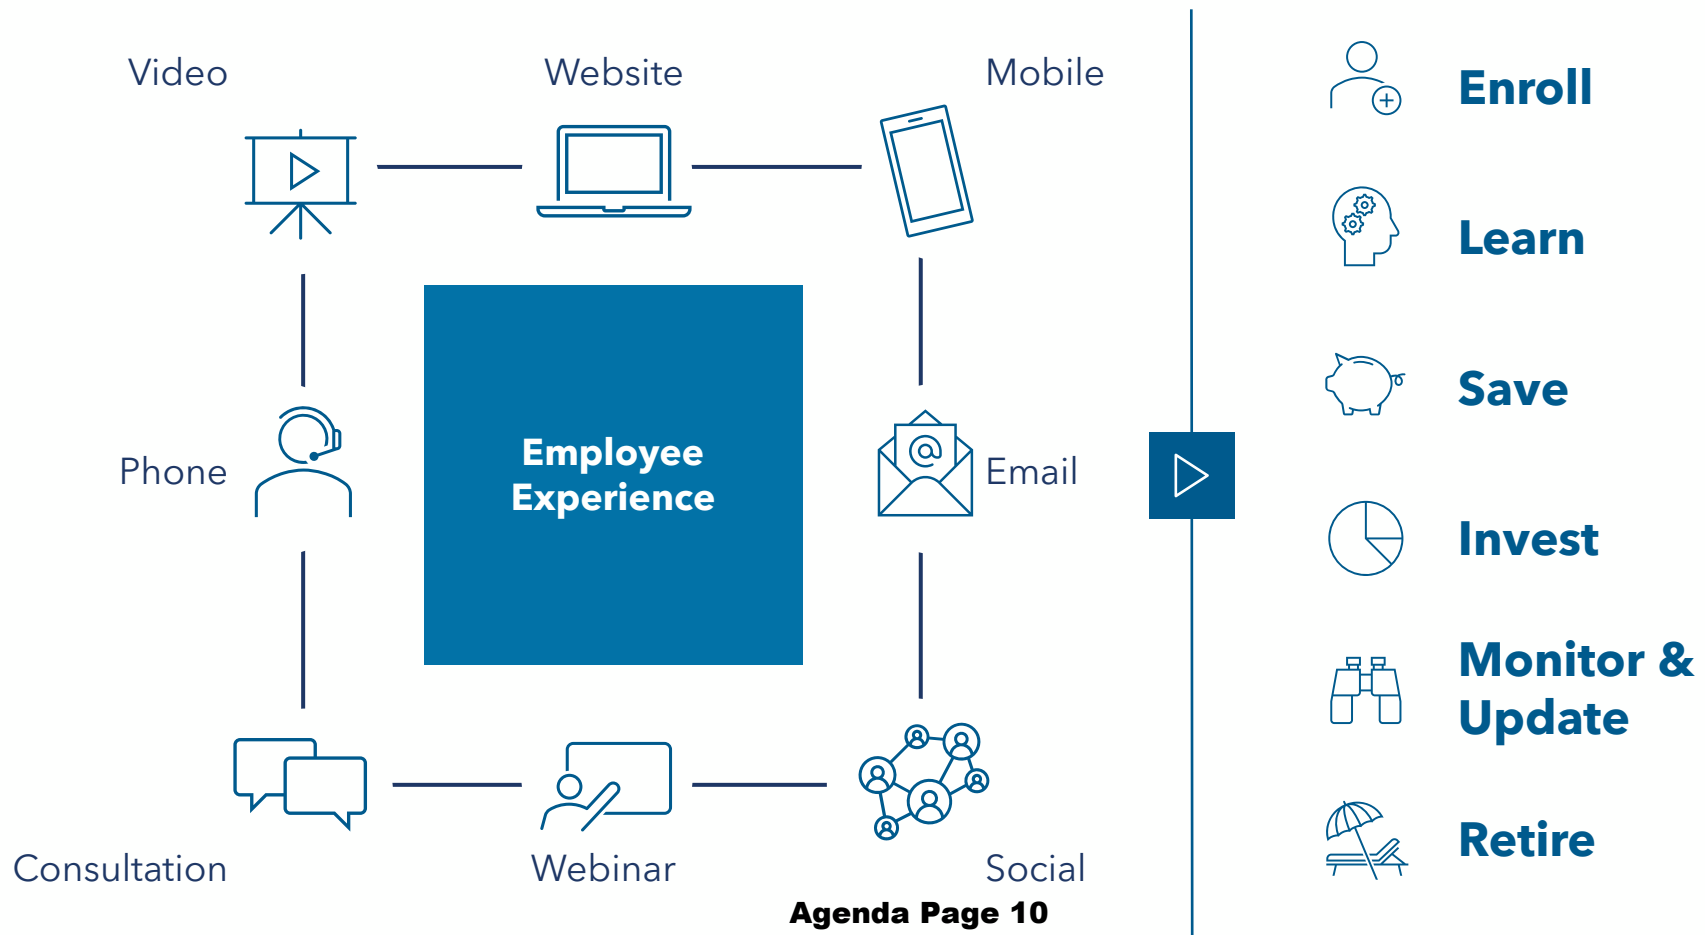 Video
Website
Mobile
Phone
Employee
Experience
@
Email
Consultation
Webinar
Social
Agenda Page 10
Enroll
Learn
Save
Invest
Monitor &
Update
Retire